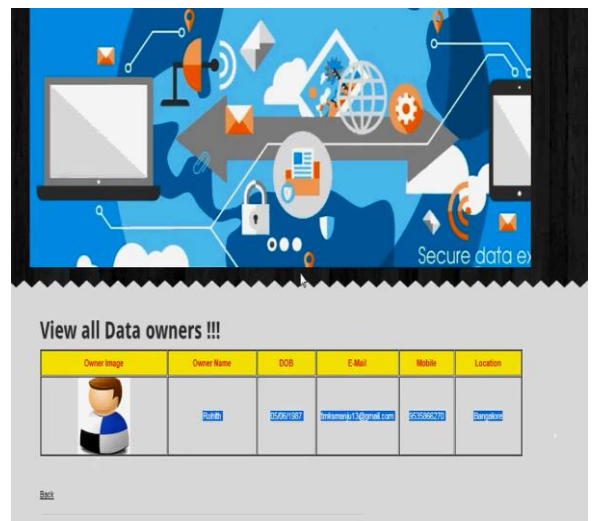 Secure data ex
View all Data owners !!!
Owner Image Owner Name DOB E-Mail Mobile Location
Rohith 05/06/1987 tmksmanju13@gmail.com 9535866270 Bangalore
Back